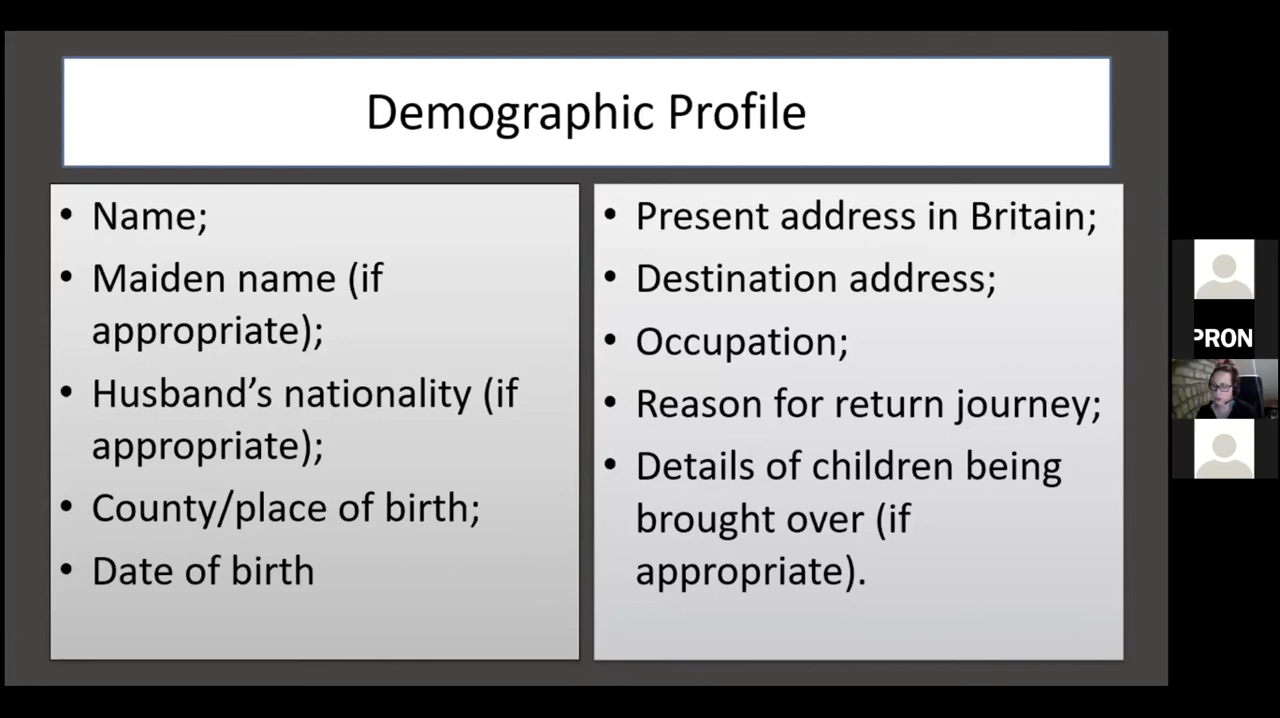 Demographic Profile
• Name;
• Maiden name (if
appropriate);
• Husband’s nationality (if
appropriate);
• County/place of birth;
• Date of birth
• Present address in Britain;
• Destination address;
• Occupation;
• Reason for return journey;
• Details of children being
brought over (if
appropriate).
PRON